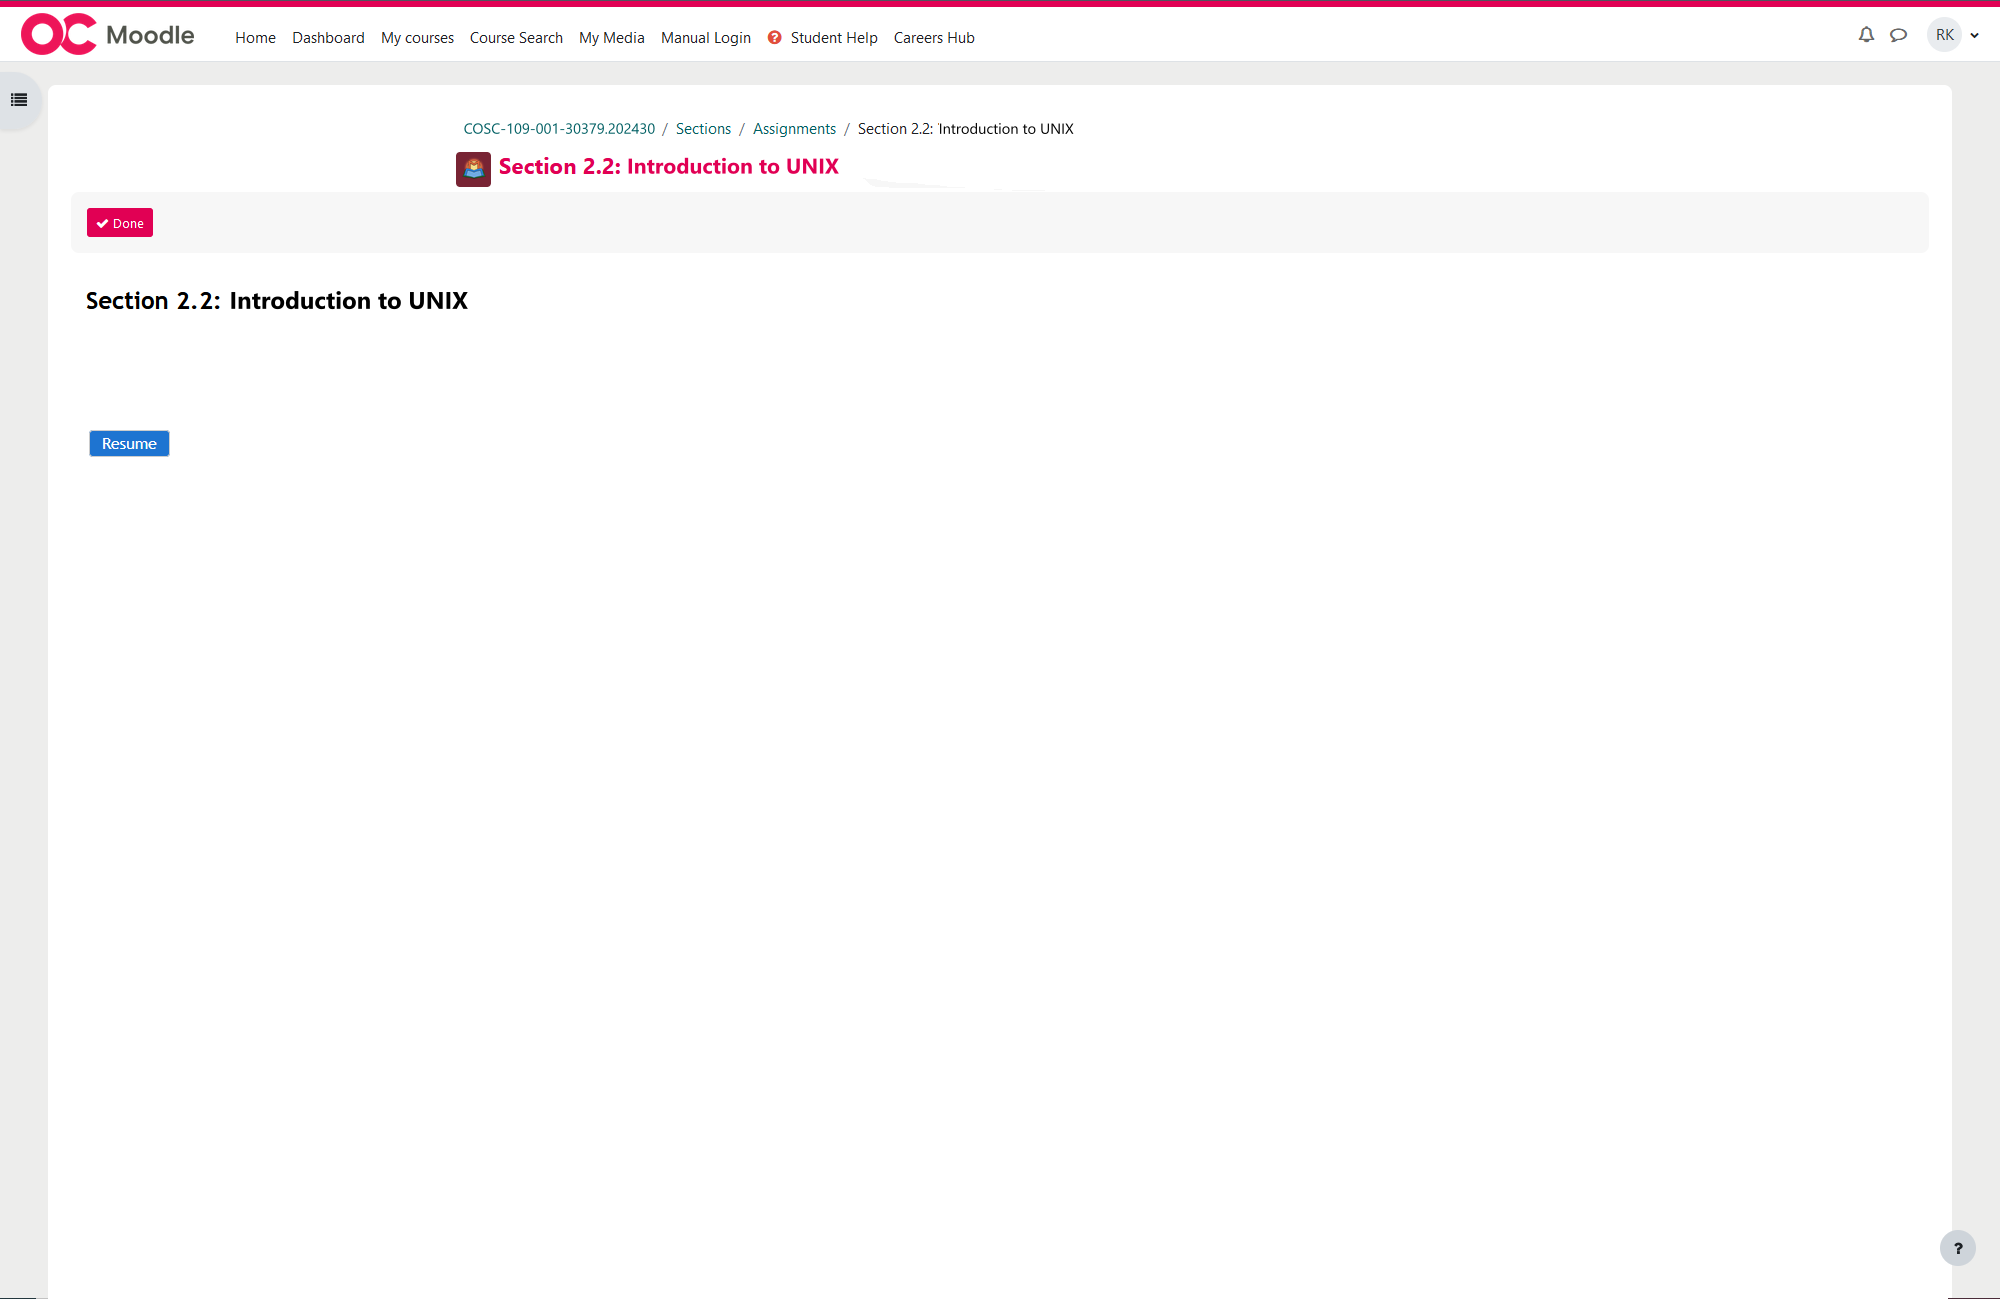 OC Moodle Home Dashboard My courses Course Search My Media Manual Login ? Student Help Careers Hub RK
COSC-109-001-30379.202430 / Sections / Assignments / Section 2.2: Introduction to UNIX
Section 2.2: Introduction to UNIX
Done
Section 2.2: Introduction to UNIX
Resume
?